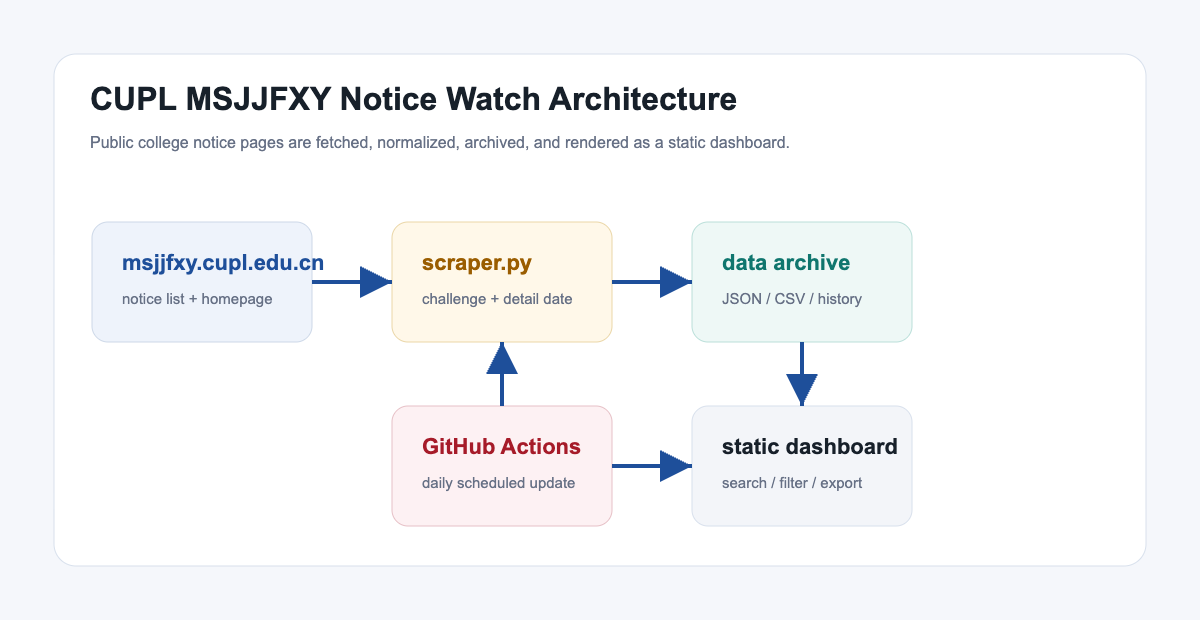 CUPL MSJJFXY Notice Watch Architecture
Public college notice pages are fetched, normalized, archived, and rendered as a static dashboard.
msjjfxy.cupl.edu.cn
notice list + homepage
scraper.py
challenge + detail date
data archive
JSON / CSV / history
GitHub Actions
daily scheduled update
static dashboard
search / filter / export